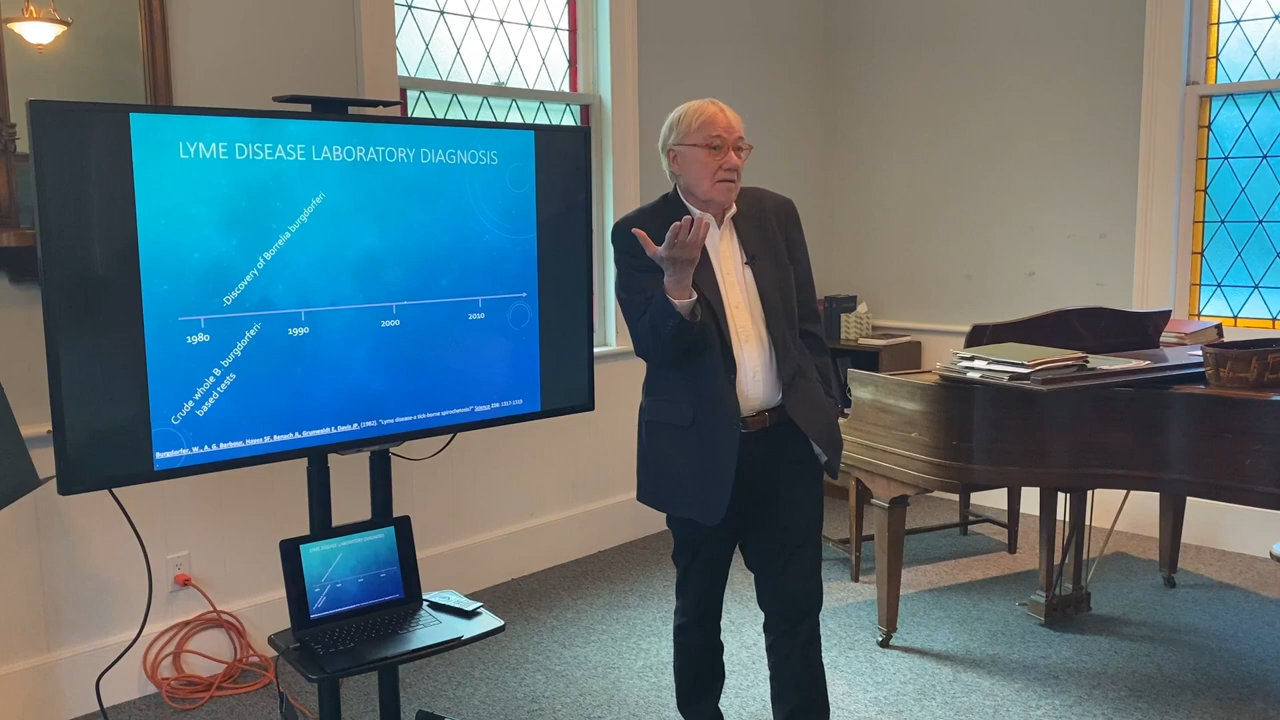 LYME DISEASE LABORATORY DIAGNOSIS
-Discovery of Borrelia burgdorferi
1980
1990
2000
2010
Crude whole B. burgdorferi-
based tests
Burgdorfer, W., A. G. Barbour, Hayes SF, Benach JL, Grunwaldt E, Davis JP. (1982). "Lyme disease-a tick-borne spirochetosis?" Science 216: 1317-1319